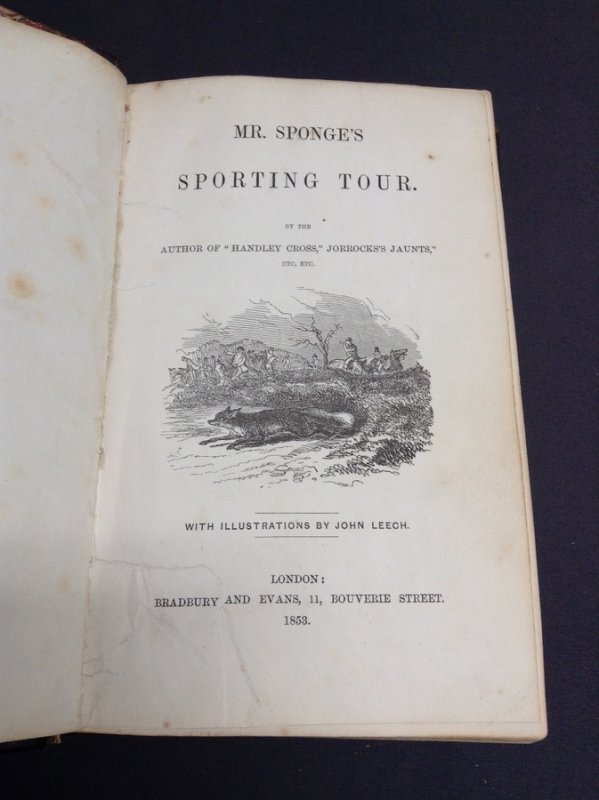 MR. SPONGE'S
SPORTING TOUR.
BY THE
AUTHOR OF "HANDLEY CROSS," JORROCKS'S JAUNTS,"
ETC. ETC.
WITH ILLUSTRATIONS BY JOHN LEECH.
LONDON:
BRADBURY AND EVANS, 11, BOUVERIE STREET.
1853.